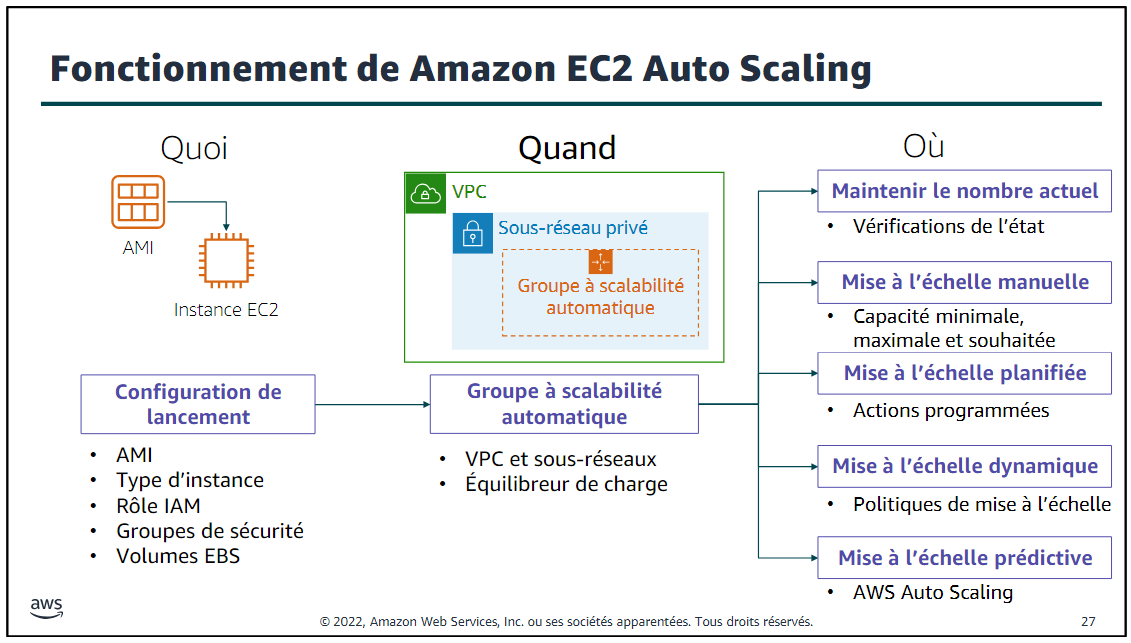 Fonctionnement de Amazon EC2 Auto Scaling
Quoi
AMI
Instance EC2
Configuration de
lancement
• AMI
• Type d’instance
• Rôle IAM
• Groupes de sécurité
• Volumes EBS
Quand
VPC
Sous-réseau privé
Groupe à scalabilité
automatique
Groupe à scalabilité
automatique
• VPC et sous-réseaux
• Équilibreur de charge
Où
Maintenir le nombre actuel
• Vérifications de l’état
Mise à l’échelle manuelle
• Capacité minimale,
maximale et souhaitée
Mise à l’échelle planifiée
• Actions programmées
Mise à l’échelle dynamique
• Politiques de mise à l’échelle
Mise à l’échelle prédictive
• AWS Auto Scaling
aws
© 2022, Amazon Web Services, Inc. ou ses sociétés apparentées. Tous droits réservés.
27